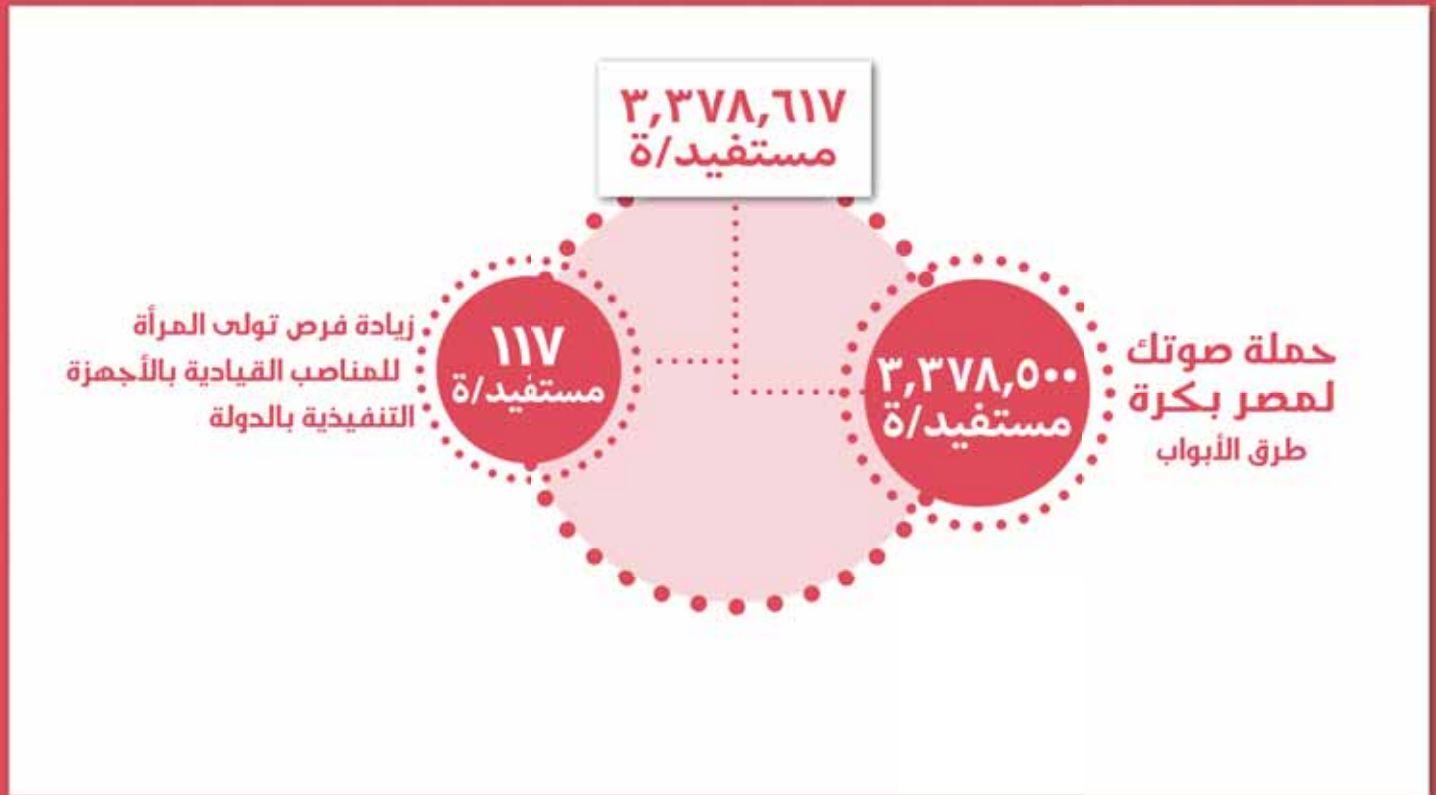 ٣,٣٧٨,٦١٧
مستفيد/ة
حملة صوتك
لمصر بكرة
طرق الأبواب
٣,٣٧٨,٥٠٠
مستفيد/ة
١١٧
مستفيد/ة
زيادة فرص تولى المرأة
للمناصب القيادية بالأجهزة
التنفيذية بالدولة